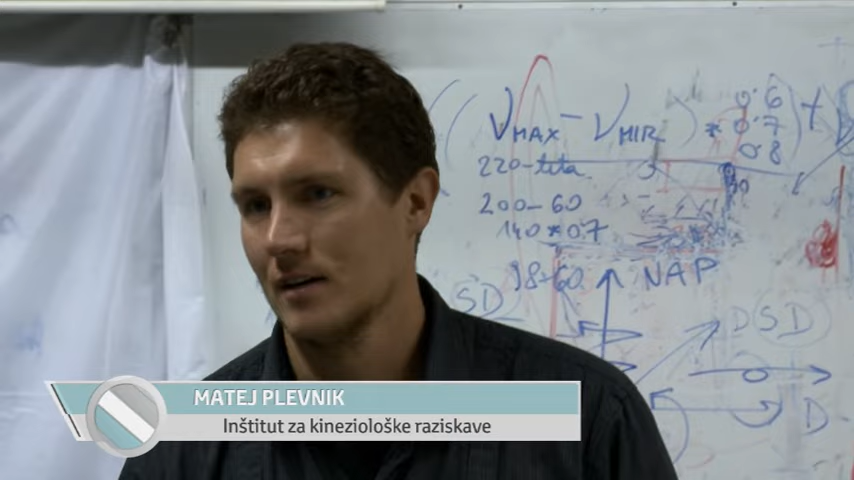 VMAX - VMIR) * 0.7 +
0.6
0.8
220-leta
200-60
140*0.7
98+60
NAP
SD
D(SD)
D
MATEJ PLEVNIK
Inštitut za kineziološke raziskave